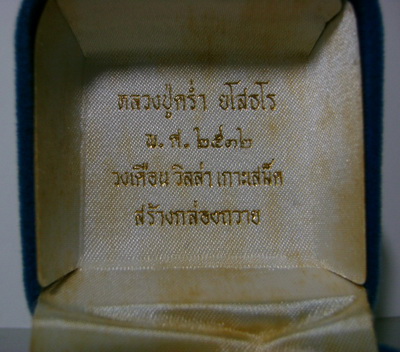 หลวงปู่คร่ำ ยโสธโร
พ.ศ.๒๕๓๒
วงเดือน วิลล่า เกาะเสม็ด
สร้างกล่องถวาย